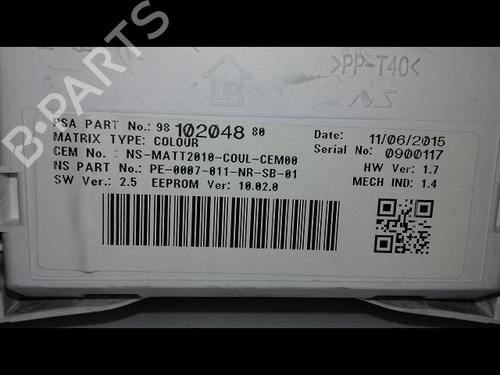 >PP-T40<
UP
PSA PART No.: 98 102048 80
MATRIX TYPE: COLOUR
CEM No. : NS-MATT2010-COUL-CEM00
NS PART No.: PE-0007-011-NR-SB-01
SW Ver.: 2.5 EEPROM Ver: 10.02.0
Date: 11/06/2015
Serial No: 0900117
HW Ver: 1.7
MECH IND: 1.4
B-PARTS